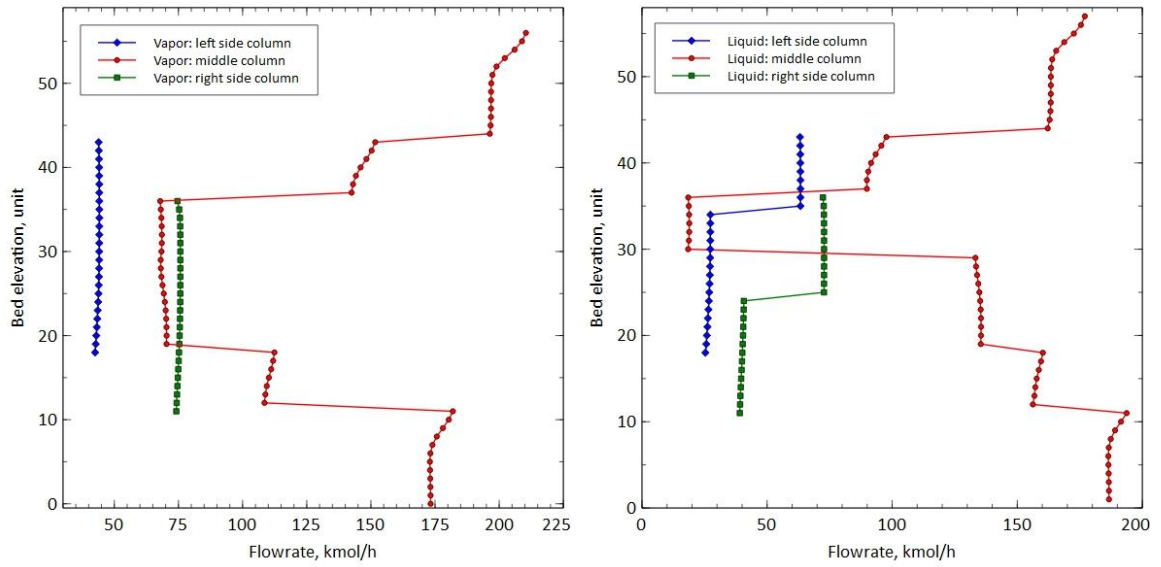 Vapor: left side column
Vapor: middle column
Vapor: right side column
50
40
30
20
10
0
Bed elevation, unit
50
75
100
125
150
175
200
225
Flowrate, kmol/h
Liquid: left side column
Liquid: middle column
Liquid: right side column
50
40
30
20
10
0
Bed elevation, unit
0
50
100
150
200
Flowrate, kmol/h